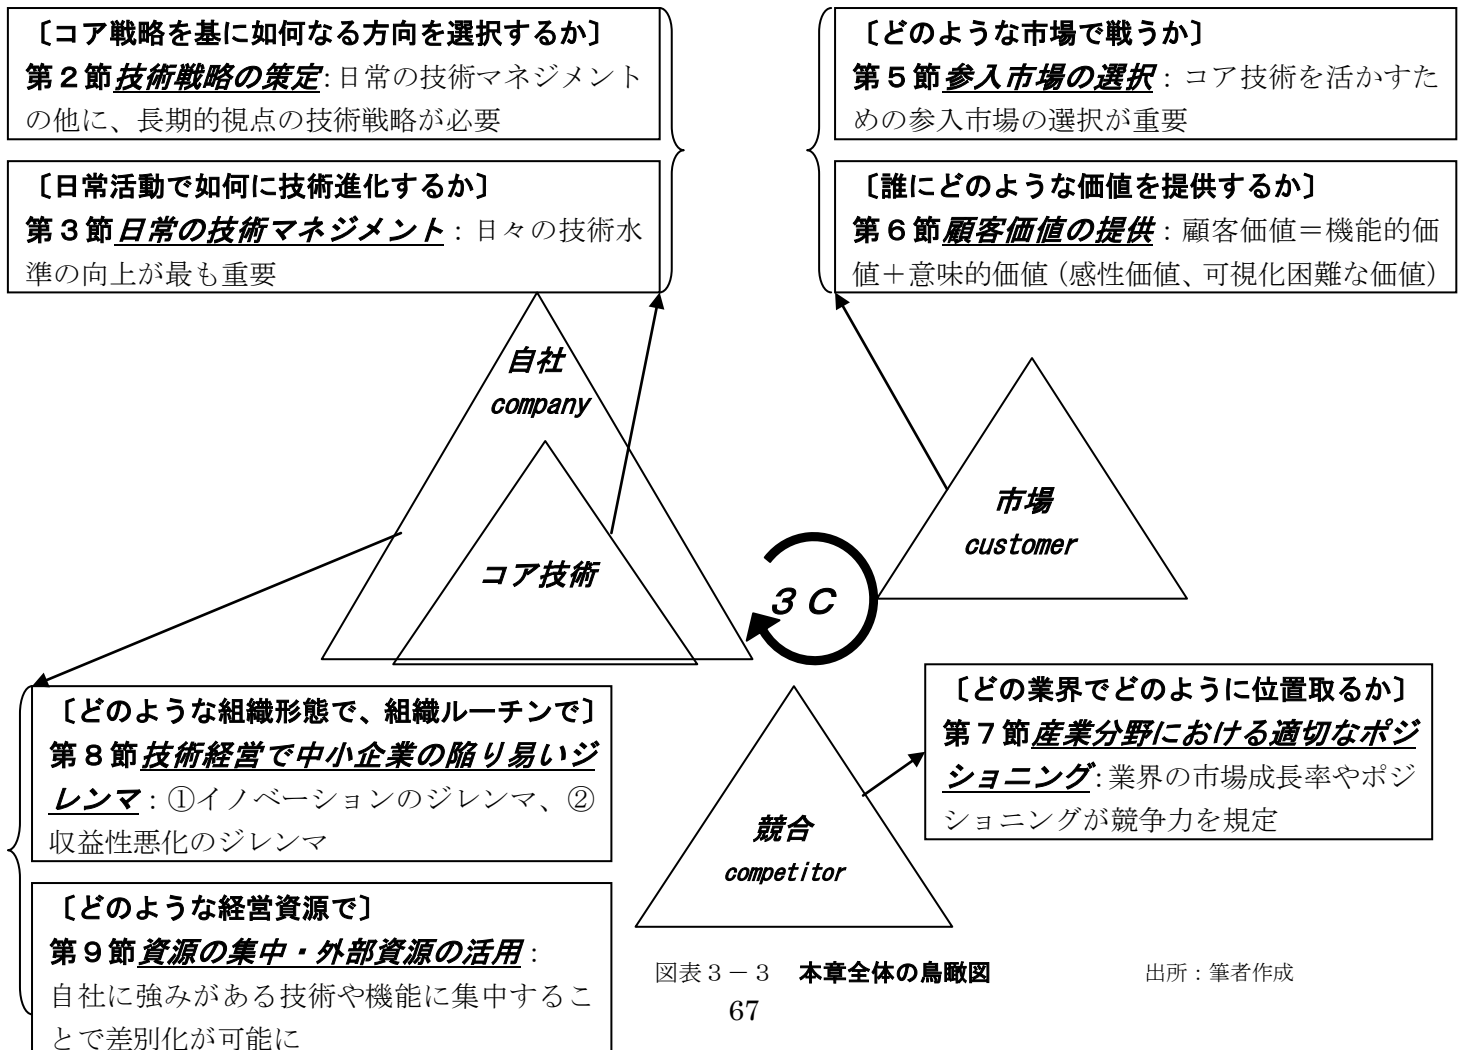 〔コア戦略を基に如何なる方向を選択するか〕
第２節技術戦略の策定：日常の技術マネジメント
の他に、長期的視点の技術戦略が必要
〔日常活動で如何に技術進化するか〕
第３節日常の技術マネジメント：日々の技術水
準の向上が最も重要
〔どのような市場で戦うか〕
第５節参入市場の選択：コア技術を活かすた
めの参入市場の選択が重要
〔誰にどのような価値を提供するか〕
第６節顧客価値の提供：顧客価値＝機能的価
値＋意味的価値（感性価値、可視化困難な価値）
自社
company
コア技術
市場
customer
３Ｃ
〔どのような組織形態で、組織ルーチンで〕
第８節技術経営で中小企業の陥り易いジ
レンマ：①イノベーションのジレンマ、②
収益性悪化のジレンマ
〔どの業界でどのように位置取るか〕
第７節産業分野における適切なポジ
ショニング：業界の市場成長率やポジ
ショニングが競争力を規定
競合
competitor
〔どのような経営資源で〕
第９節資源の集中・外部資源の活用：
自社に強みがある技術や機能に集中するこ
とで差別化が可能に
図表３－３　本章全体の鳥瞰図　出所：筆者作成
67